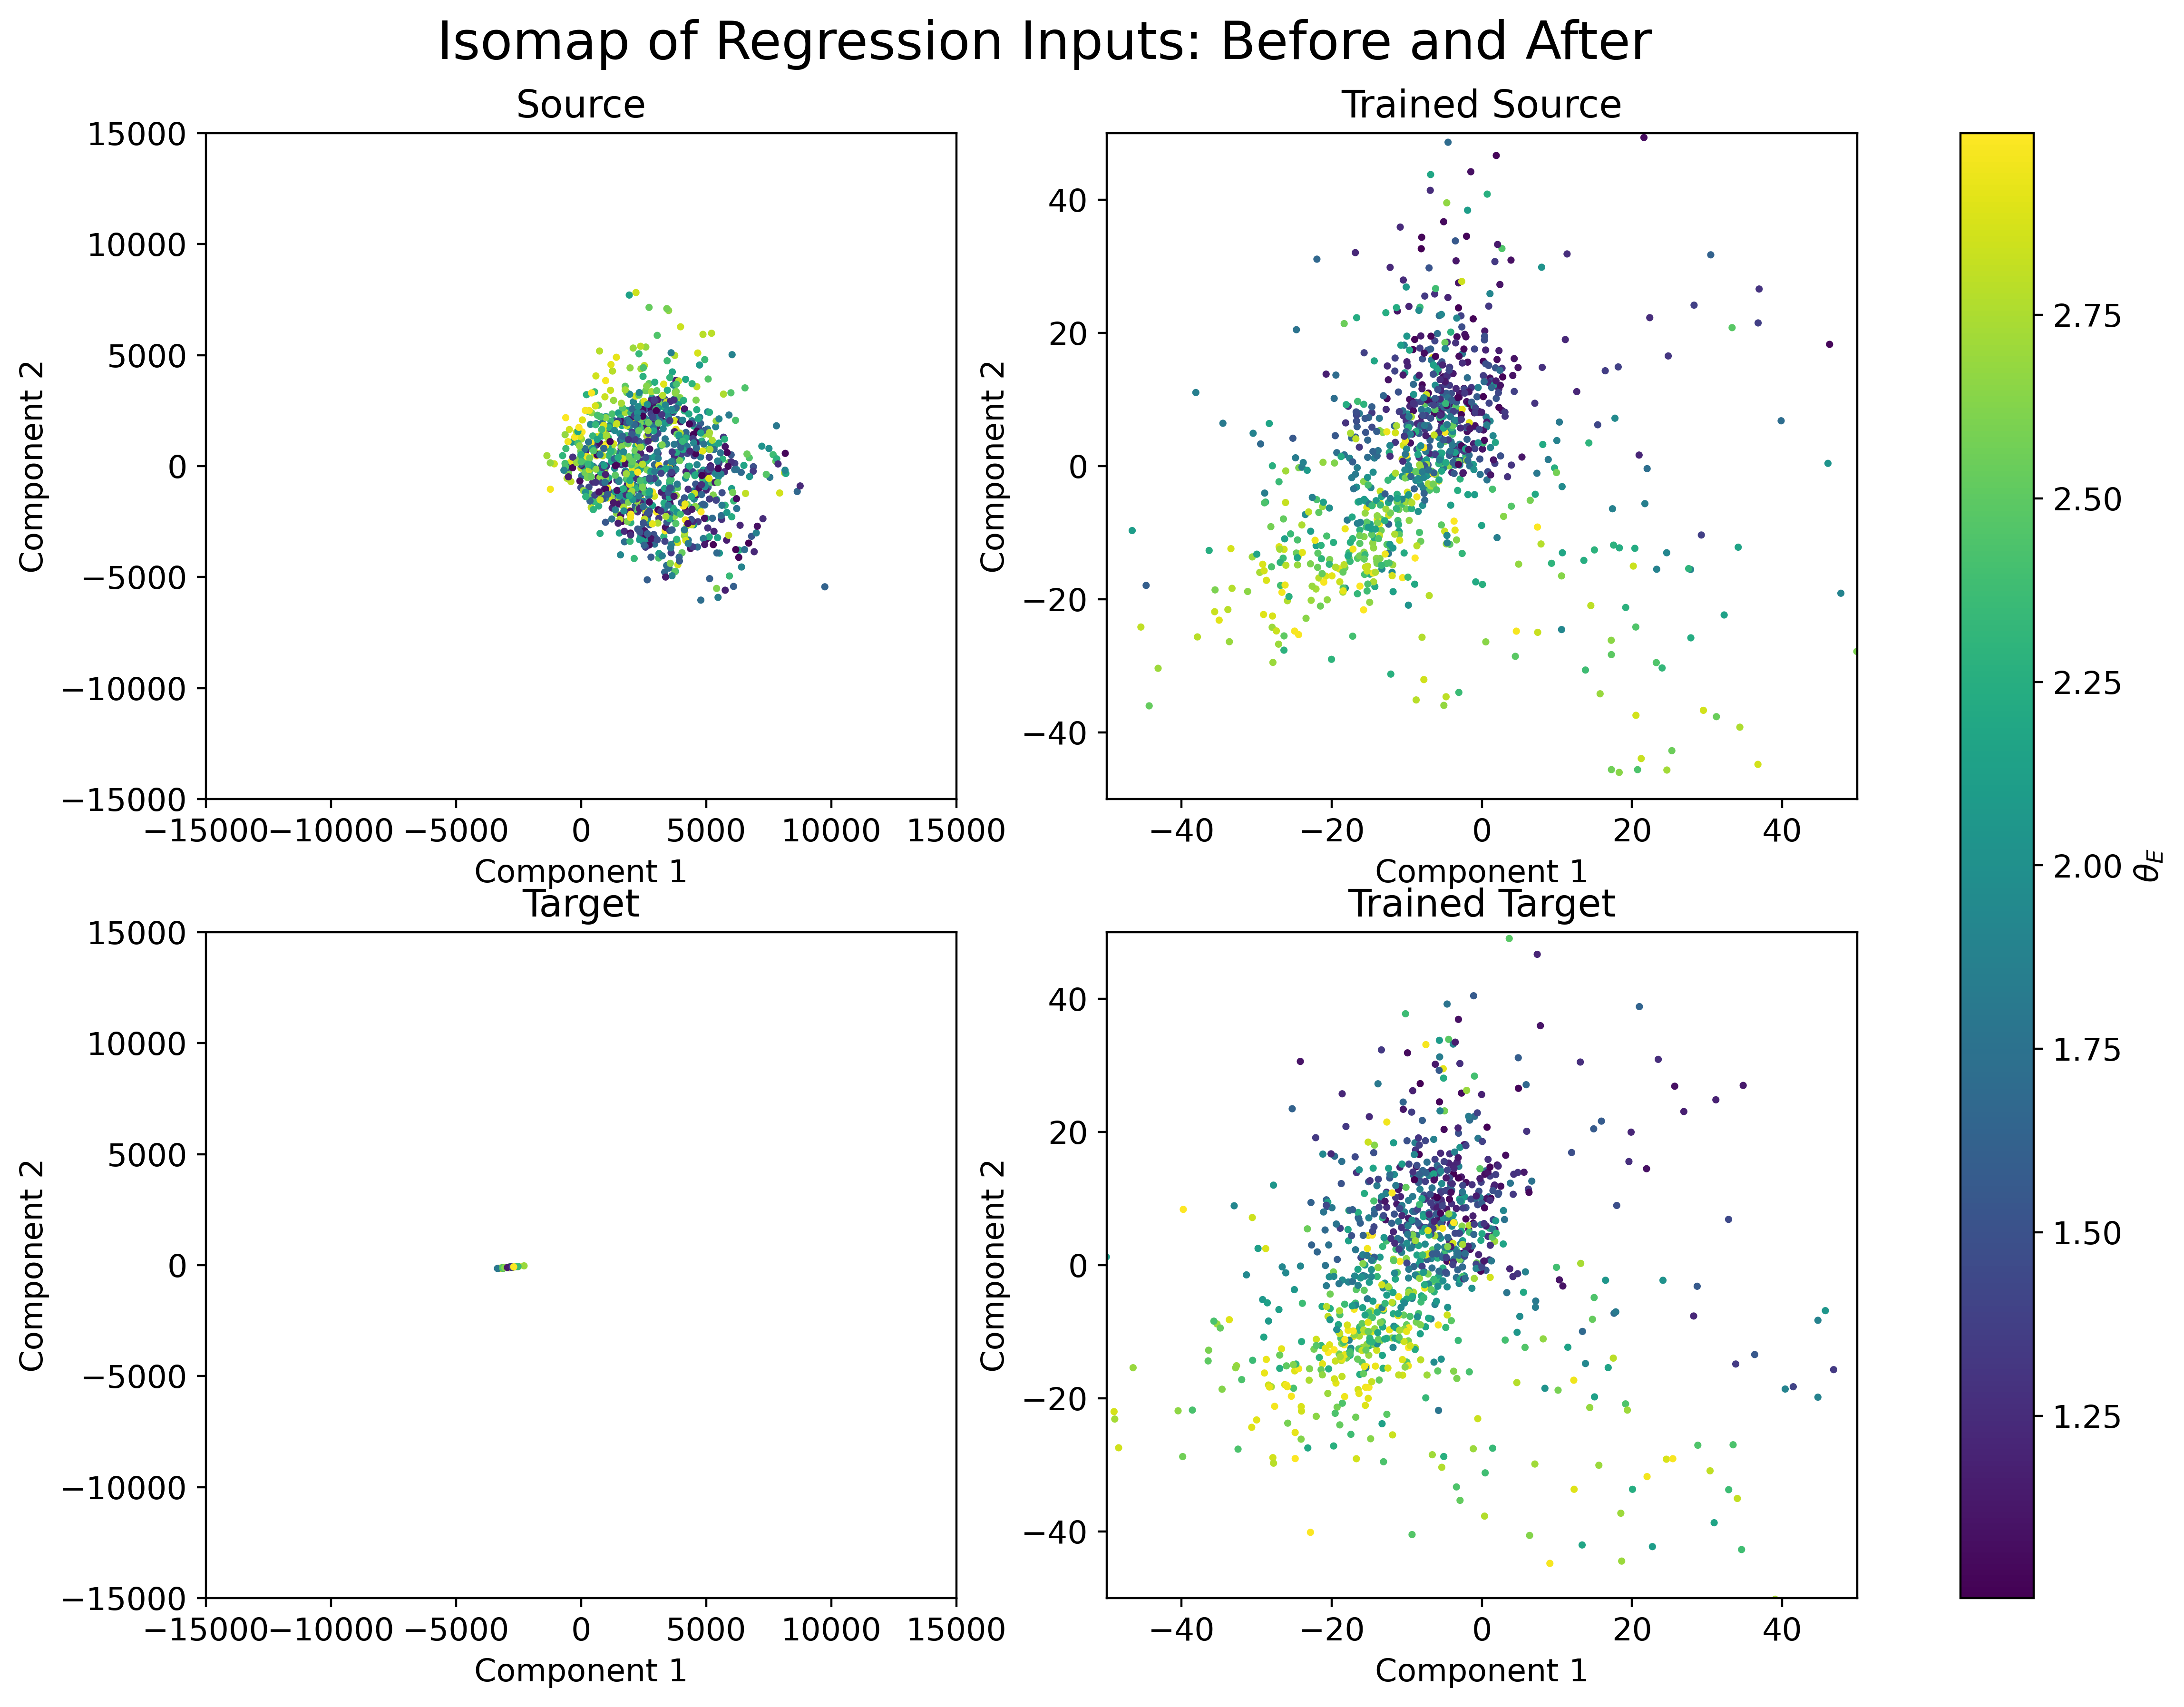 Isomap of Regression Inputs: Before and After
Source
15000
10000
5000
0
−5000
−10000
−15000
Component 2
−15000 −10000 −5000 0 5000 10000 15000
Component 1
Trained Source
40
20
0
−20
−40
Component 2
−40 −20 0 20 40
Component 1
Target
15000
10000
5000
0
−5000
−10000
−15000
Component 2
−15000 −10000 −5000 0 5000 10000 15000
Component 1
Trained Target
40
20
0
−20
−40
Component 2
−40 −20 0 20 40
Component 1
2.75
2.50
2.25
2.00
1.75
1.50
1.25
θE